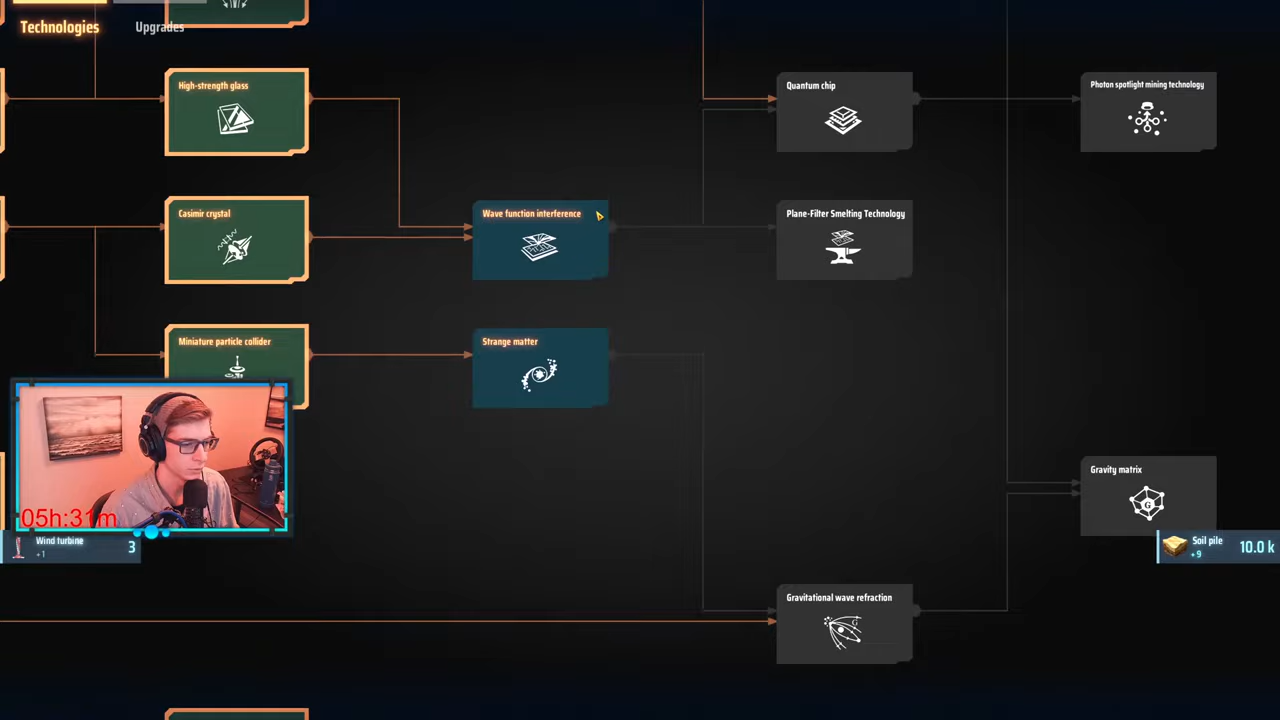 Technologies
Upgrades
High-strength glass
Quantum chip
Photon spotlight mining technology
Casimir crystal
Wave function interference
Plane-Filter Smelting Technology
Miniature particle collider
Strange matter
Gravity matrix
G
05h:31m
Wind turbine
+1
3
Soil pile
+9
10.0 k
Gravitational wave refraction
G